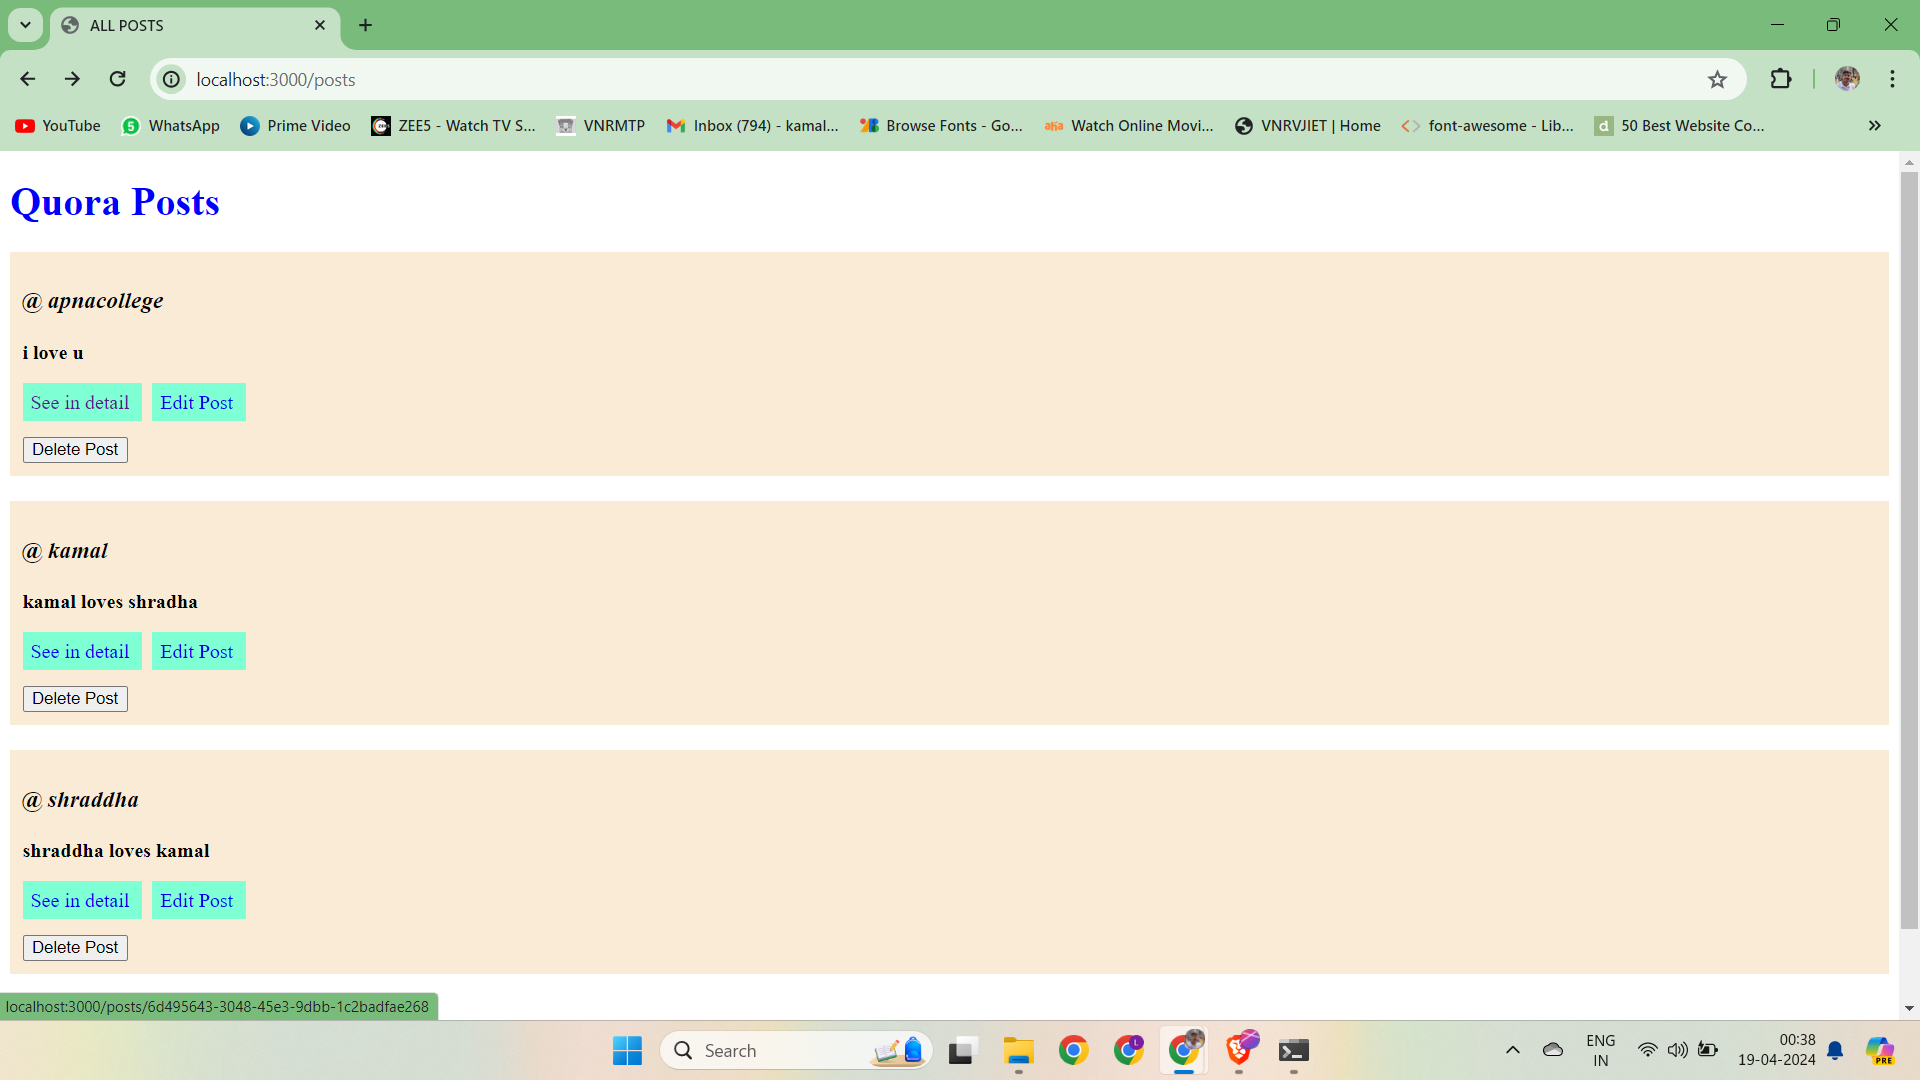 ALL POSTS
localhost:3000/posts
YouTube WhatsApp Prime Video ZEE5 - Watch TV S... VNRMTP Inbox (794) - kamal... Browse Fonts - Go... aha Watch Online Movi... VNRVJIET | Home font-awesome - Lib... d 50 Best Website Co...
Quora Posts
@ apnacollege
i love u
See in detail Edit Post
Delete Post
@ kamal
kamal loves shradha
See in detail Edit Post
Delete Post
@ shraddha
shraddha loves kamal
See in detail Edit Post
Delete Post
localhost:3000/posts/6d495643-3048-45e3-9dbb-1c2badfae268
Search
L
ENG
IN
00:38
19-04-2024
PRE